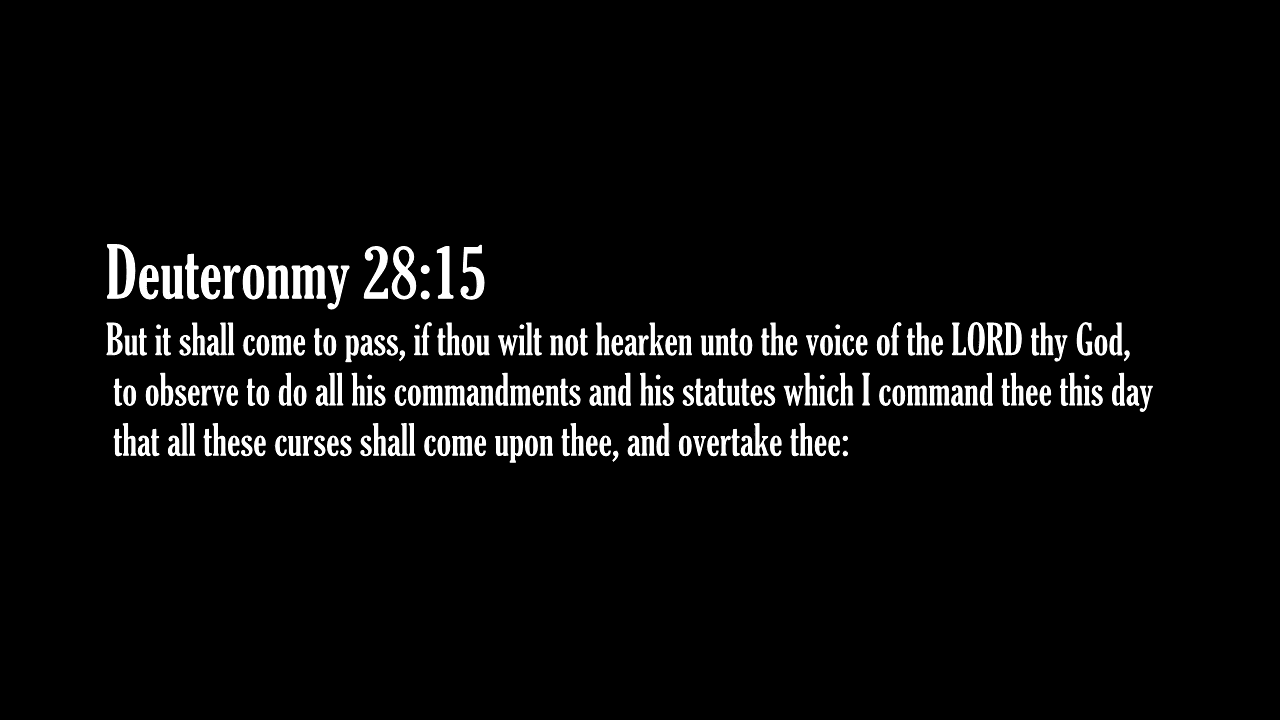 Deuteronmy 28:15
But it shall come to pass, if thou wilt not hearken unto the voice of the LORD thy God,
to observe to do all his commandments and his statutes which I command thee this day
that all these curses shall come upon thee, and overtake thee: